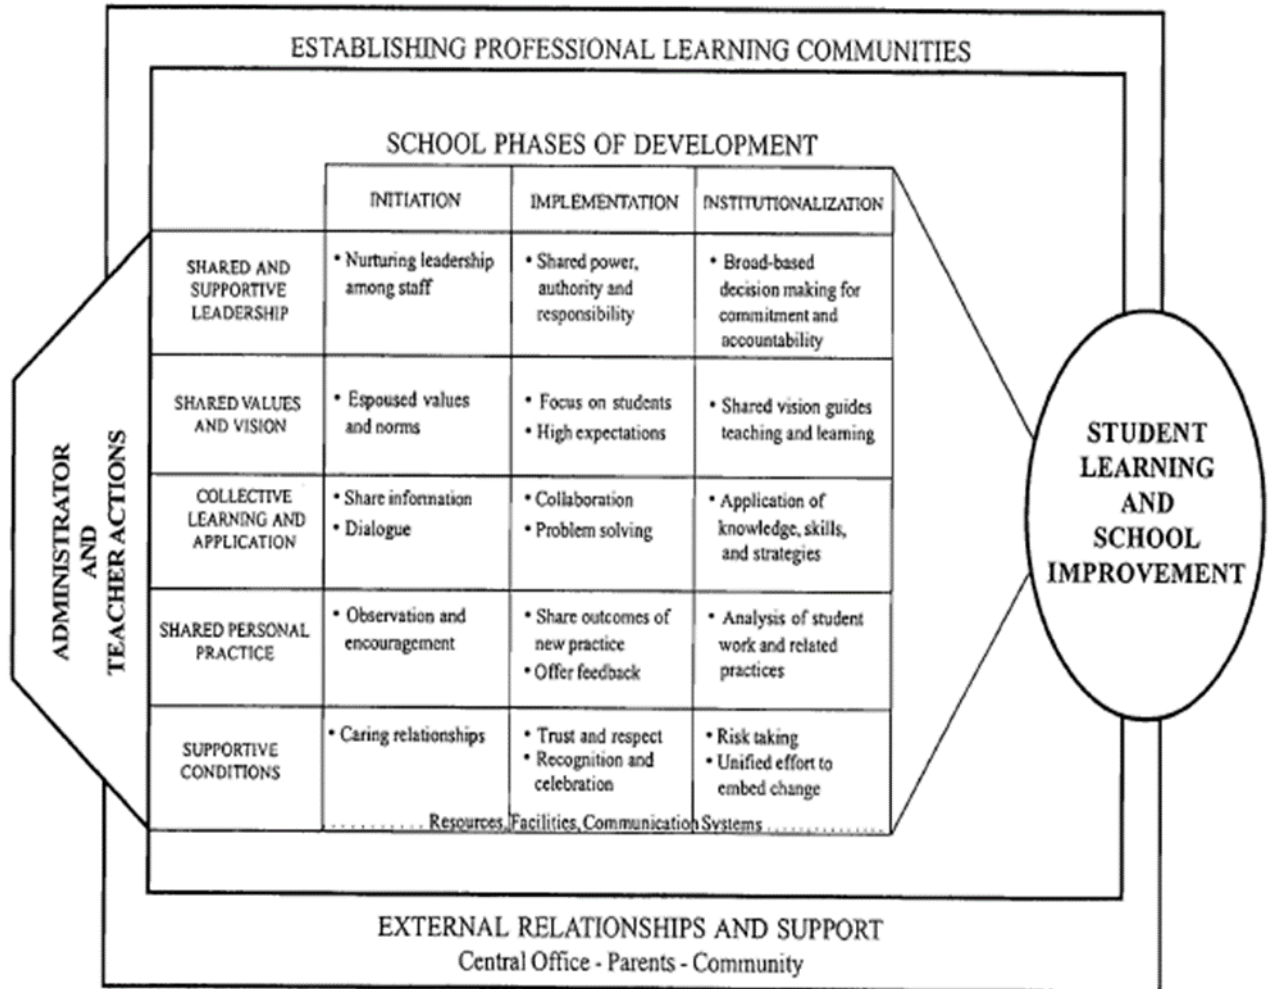 ESTABLISHING PROFESSIONAL LEARNING COMMUNITIES
SCHOOL PHASES OF DEVELOPMENT
INITIATION
IMPLEMENTATION
INSTITUTIONALIZATION
ADMINISTRATOR
AND
TEACHER ACTIONS
SHARED AND
SUPPORTIVE
LEADERSHIP
• Nurturing leadership
among staff
• Shared power,
authority and
responsibility
• Broad-based
decision making for
commitment and
accountability
SHARED VALUES
AND VISION
• Espoused values
and norms
• Focus on students
• High expectations
• Shared vision guides
teaching and learning
COLLECTIVE
LEARNING AND
APPLICATION
• Share information
• Dialogue
• Collaboration
• Problem solving
• Application of
knowledge, skills,
and strategies
SHARED PERSONAL
PRACTICE
• Observation and
encouragement
• Share outcomes of
new practice
• Offer feedback
• Analysis of student
work and related
practices
SUPPORTIVE
CONDITIONS
• Caring relationships
• Trust and respect
• Recognition and
celebration
• Risk taking
• Unified effort to
embed change
Resources, Facilities, Communication Systems
STUDENT
LEARNING
AND
SCHOOL
IMPROVEMENT
EXTERNAL RELATIONSHIPS AND SUPPORT
Central Office - Parents - Community